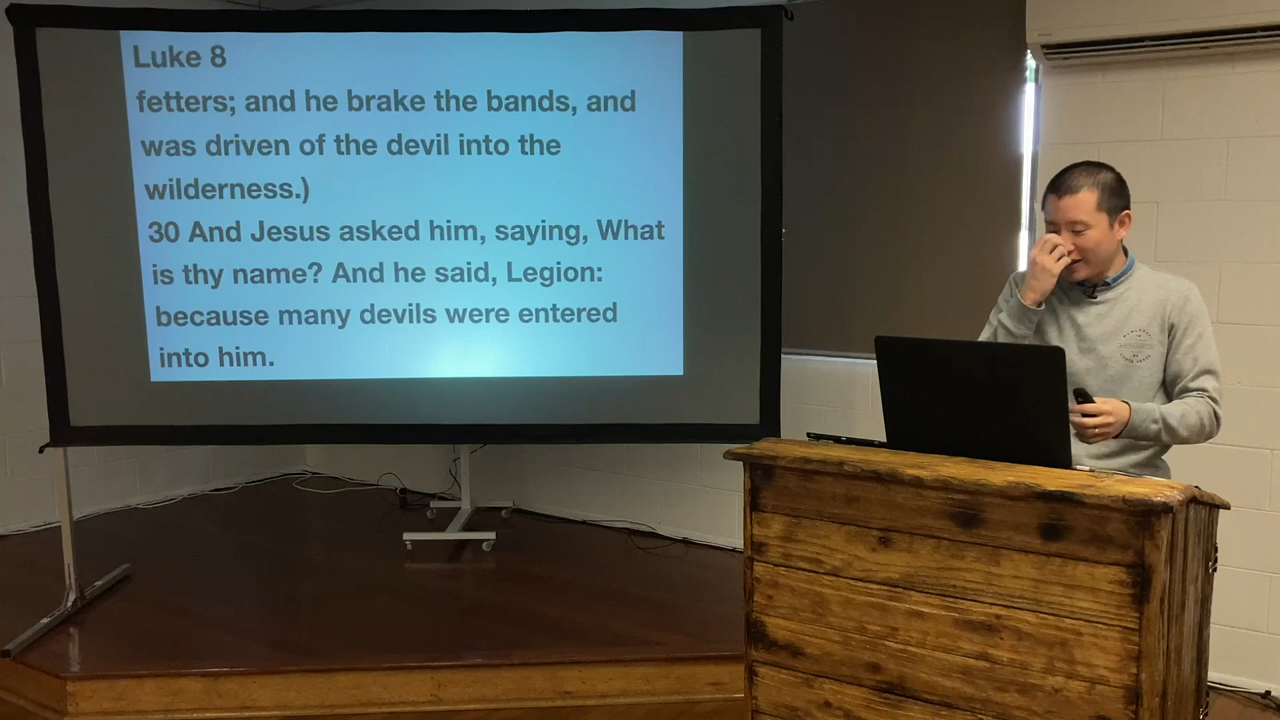 Luke 8
fetters; and he brake the bands, and
was driven of the devil into the
wilderness.)
30 And Jesus asked him, saying, What
is thy name? And he said, Legion:
because many devils were entered
into him.